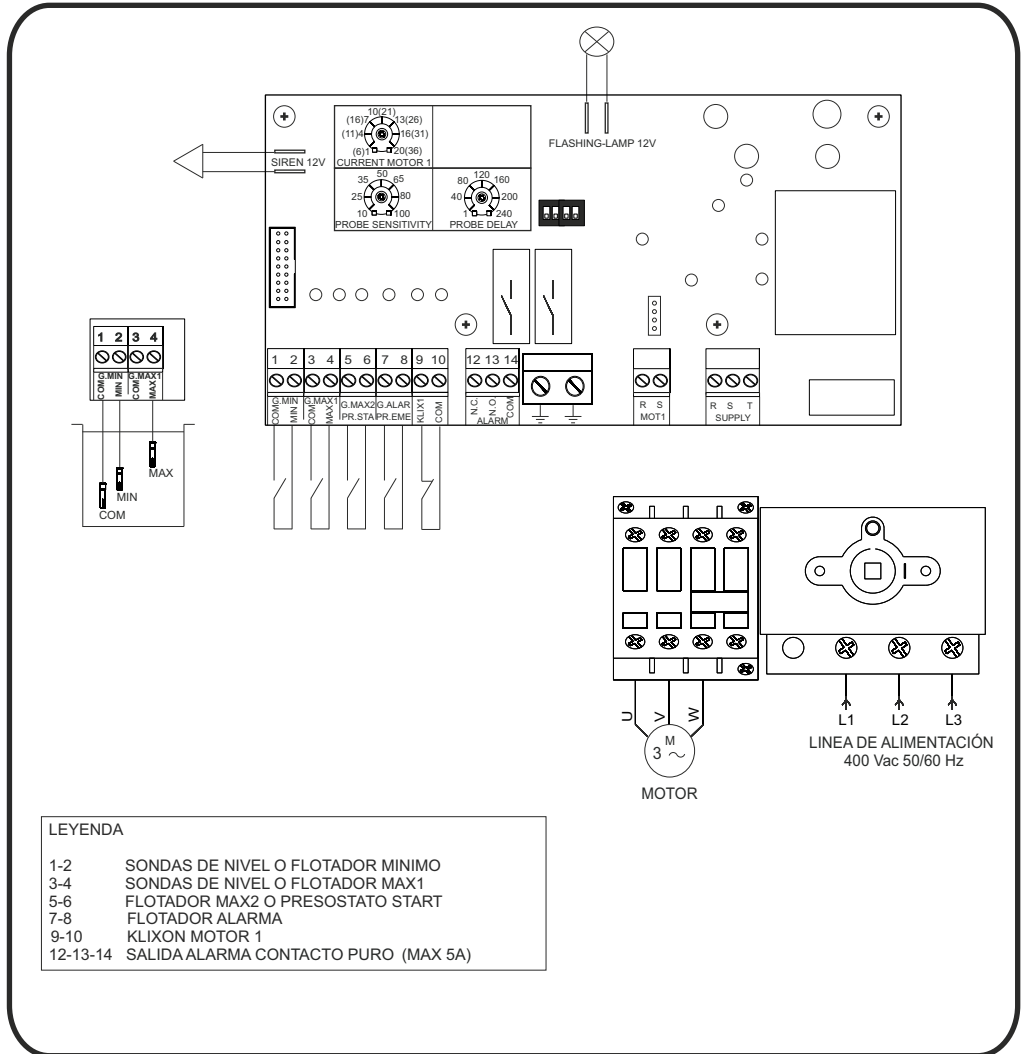 FLASHING-LAMP 12V
SIREN 12V
10(21)
(16)7 13(26)
(11)4 16(31)
(6)1 20(36)
CURRENT MOTOR 1
50
35 65
25 80
10 100
PROBE SENSITIVITY
120
80 160
40 200
1 240
PROBE DELAY
1 2 3 4
G.MIN G.MAX1
COM MIN COM MAX1
MAX
MIN
COM
1 2 3 4 5 6 7 8 9 10 12 13 14
G.MIN G.MAX1 G.MAX2 G.ALAR
COM MIN COM MAX1 PR.STA PR.EME KLIX1 COM
N.C. N.O. COM
ALARM
R S
MOT1
R S T
SUPPLY
U V W
M
3 ~
MOTOR
I
L1 L2 L3
LINEA DE ALIMENTACIÓN
400 Vac 50/60 Hz
LEYENDA
1-2 SONDAS DE NIVEL O FLOTADOR MINIMO
3-4 SONDAS DE NIVEL O FLOTADOR MAX1
5-6 FLOTADOR MAX2 O PRESOSTATO START
7-8 FLOTADOR ALARMA
9-10 KLIXON MOTOR 1
12-13-14 SALIDA ALARMA CONTACTO PURO (MAX 5A)